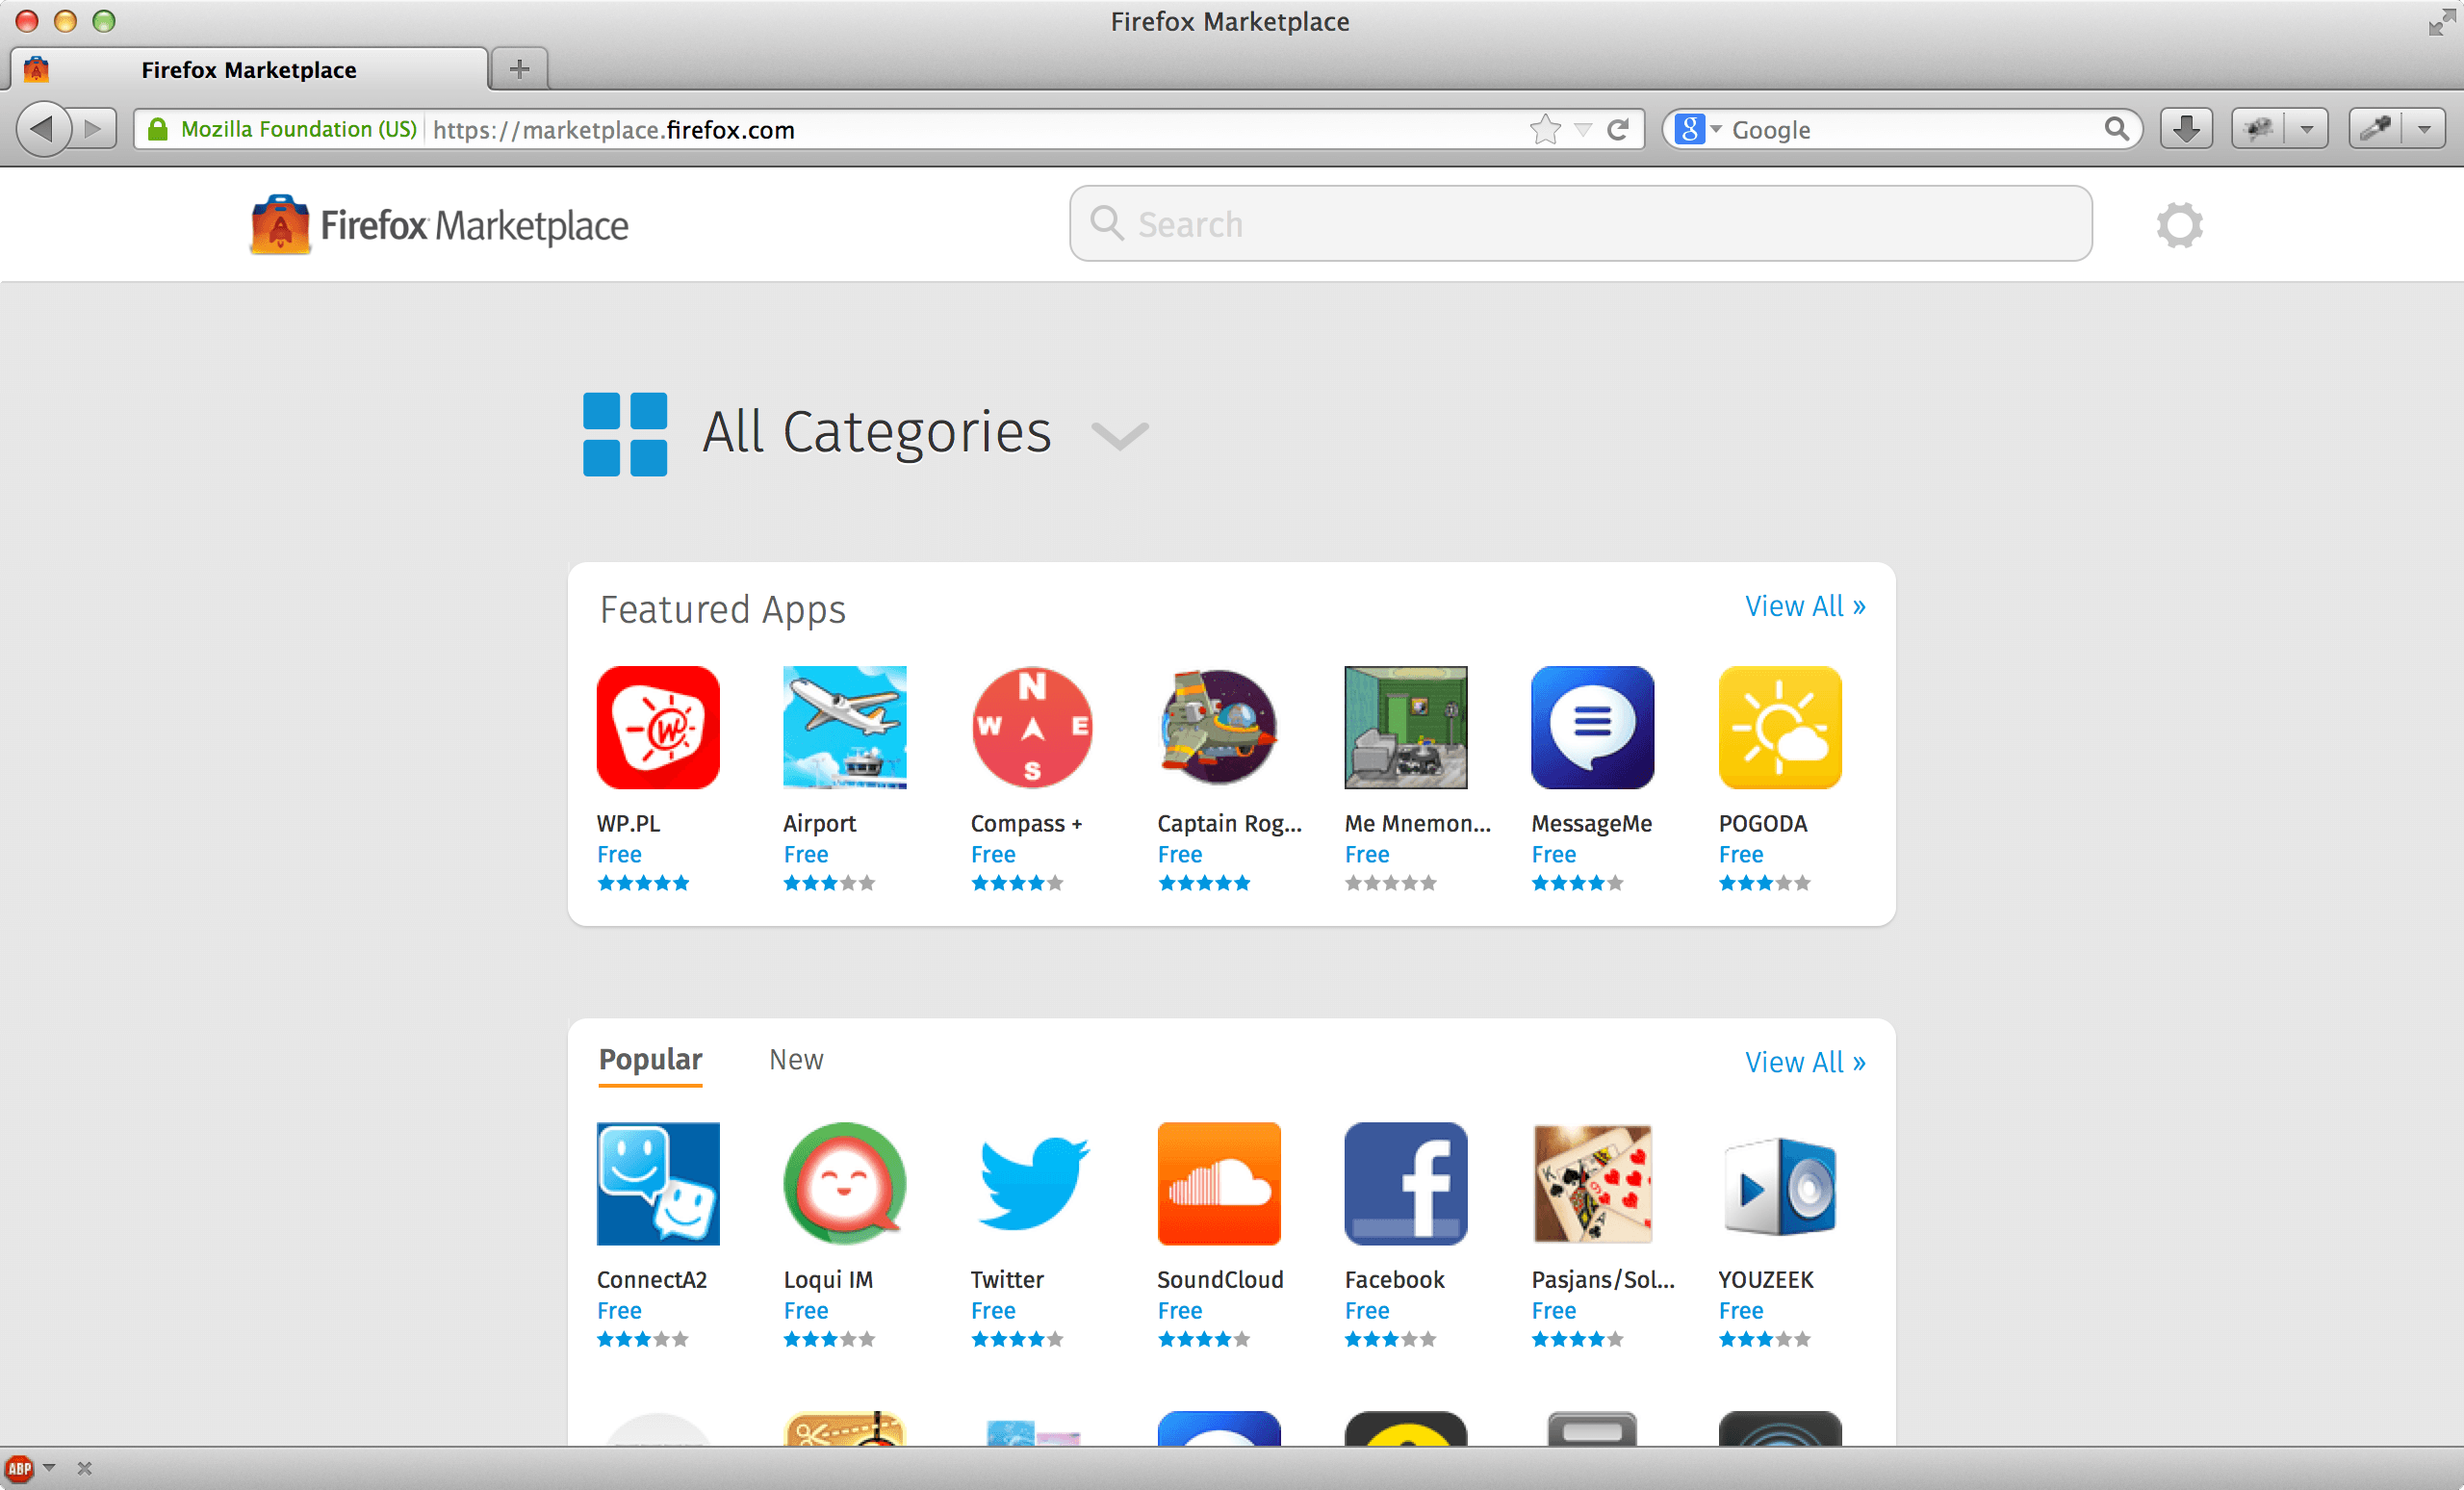 Firefox Marketplace
Firefox Marketplace
Mozilla Foundation (US) https://marketplace.firefox.com
Google
Firefox Marketplace
Search
All Categories
Featured Apps View All »
N
W E
S
WP.PL Airport Compass + Captain Rog... Me Mnemon... MessageMe POGODA
Free Free Free Free Free Free Free
Popular New View All »
ConnectA2 Loqui IM Twitter SoundCloud Facebook Pasjans/Sol... YOUZEEK
Free Free Free Free Free Free Free
ABP